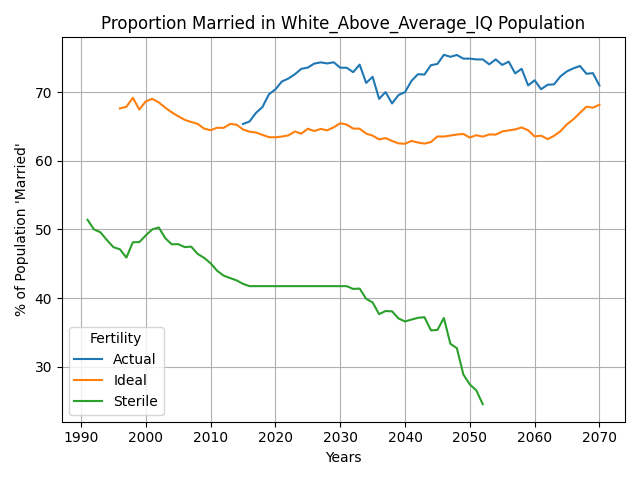 Proportion Married in White_Above_Average_IQ Population
% of Population 'Married'
70
60
50
40
30
Fertility
Actual
Ideal
Sterile
1990 2000 2010 2020 2030 2040 2050 2060 2070
Years